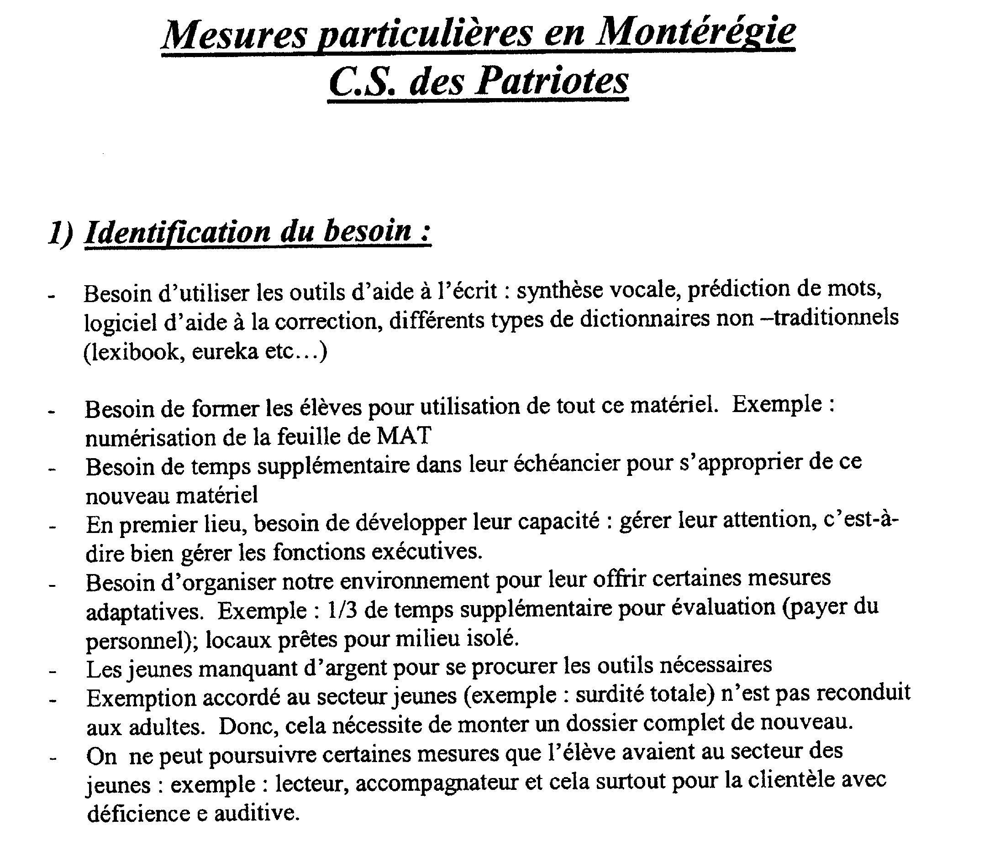 Mesures particulières en Montérégie
C.S. des Patriotes
1) Identification du besoin :
- Besoin d'utiliser les outils d'aide à l'écrit : synthèse vocale, prédiction de mots,
logiciel d'aide à la correction, différents types de dictionnaires non –traditionnels
(lexibook, eureka etc…)
- Besoin de former les élèves pour utilisation de tout ce matériel.  Exemple :
numérisation de la feuille de MAT
- Besoin de temps supplémentaire dans leur échéancier pour s'approprier de ce
nouveau matériel
- En premier lieu, besoin de développer leur capacité : gérer leur attention, c'est-à-
dire bien gérer les fonctions exécutives.
- Besoin d'organiser notre environnement pour leur offrir certaines mesures
adaptatives.  Exemple : 1/3 de temps supplémentaire pour évaluation (payer du
personnel); locaux prêtes pour milieu isolé.
- Les jeunes manquant d'argent pour se procurer les outils nécessaires
- Exemption accordé au secteur jeunes (exemple : surdité totale) n'est pas reconduit
aux adultes.  Donc, cela nécessite de monter un dossier complet de nouveau.
- On  ne peut poursuivre certaines mesures que l'élève avaient au secteur des
jeunes : exemple : lecteur, accompagnateur et cela surtout pour la clientèle avec
déficience e auditive.